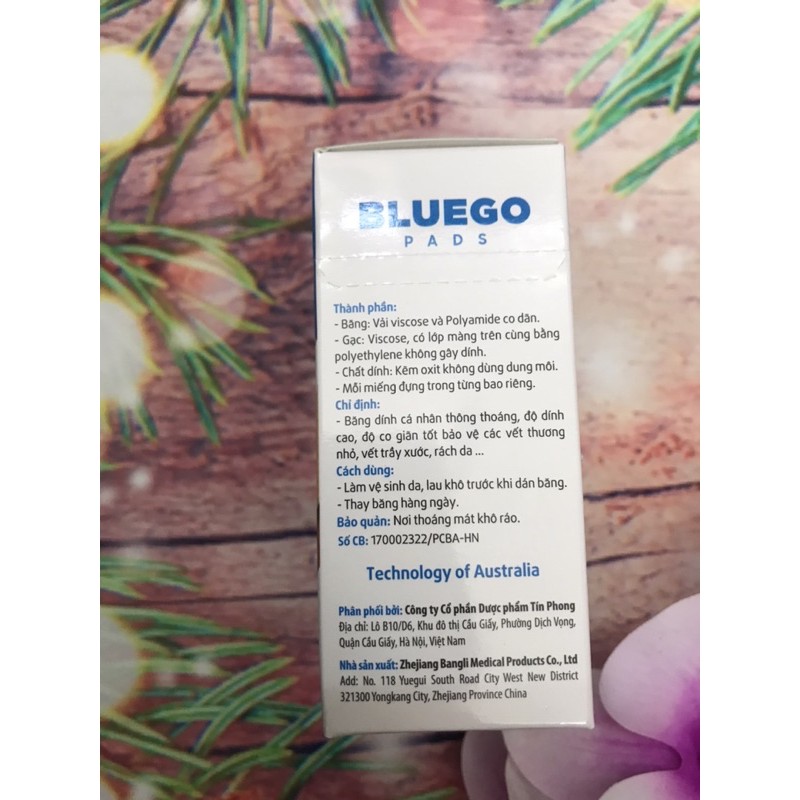 BLUEGO
PADS
Thành phần:
- Băng: Vải viscose và Polyamide co dãn.
- Gạc: Viscose, có lớp màng trên cùng bằng
polyethylene không gây dính.
- Chất dính: Kẽm oxit không dùng dung môi.
- Mỗi miếng đựng trong từng bao riêng.
Chỉ định:
- Băng dính cá nhân thông thoáng, độ dính
cao, độ co giãn tốt bảo vệ các vết thương
nhỏ, vết trầy xước, rách da ...
Cách dùng:
- Làm vệ sinh da, lau khô trước khi dán băng.
- Thay băng hàng ngày.
Bảo quản: Nơi thoáng mát khô ráo.
Số CB: 170002322/PCBA-HN
Technology of Australia
Phân phối bởi: Công ty Cổ phần Dược phẩm Tín Phong
Địa chỉ: Lô B10/D6, Khu đô thị Cầu Giấy, Phường Dịch Vọng,
Quận Cầu Giấy, Hà Nội, Việt Nam
Nhà sản xuất: Zhejiang Bangli Medical Products Co., Ltd
Add: No. 118 Yuegui South Road City West New District
321300 Yongkang City, Zhejiang Province China